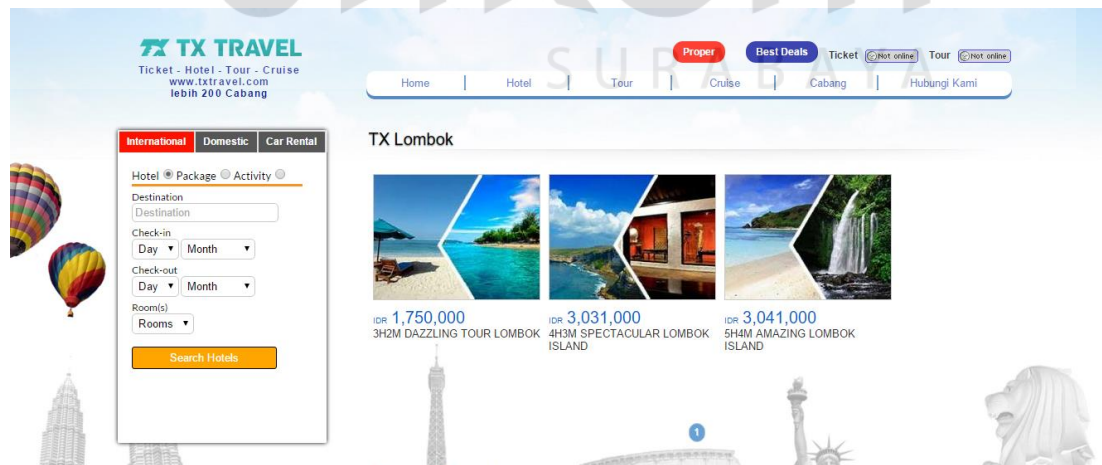 SURABAYA
TX TRAVEL
Ticket - Hotel - Tour - Cruise
www.txtravel.com
lebih 200 Cabang
Proper
Best Deals
Ticket
Not online
Tour
Not online
Home
Hotel
Tour
Cruise
Cabang
Hubungi Kami
International
Domestic
Car Rental
Hotel Package Activity
Destination
Destination
Check-in
Day Month
Check-out
Day Month
Room(s)
Rooms
Search Hotels
TX Lombok
IDR 1,750,000
3H2M DAZZLING TOUR LOMBOK
IDR 3,031,000
4H3M SPECTACULAR LOMBOK
ISLAND
IDR 3,041,000
5H4M AMAZING LOMBOK
ISLAND
1